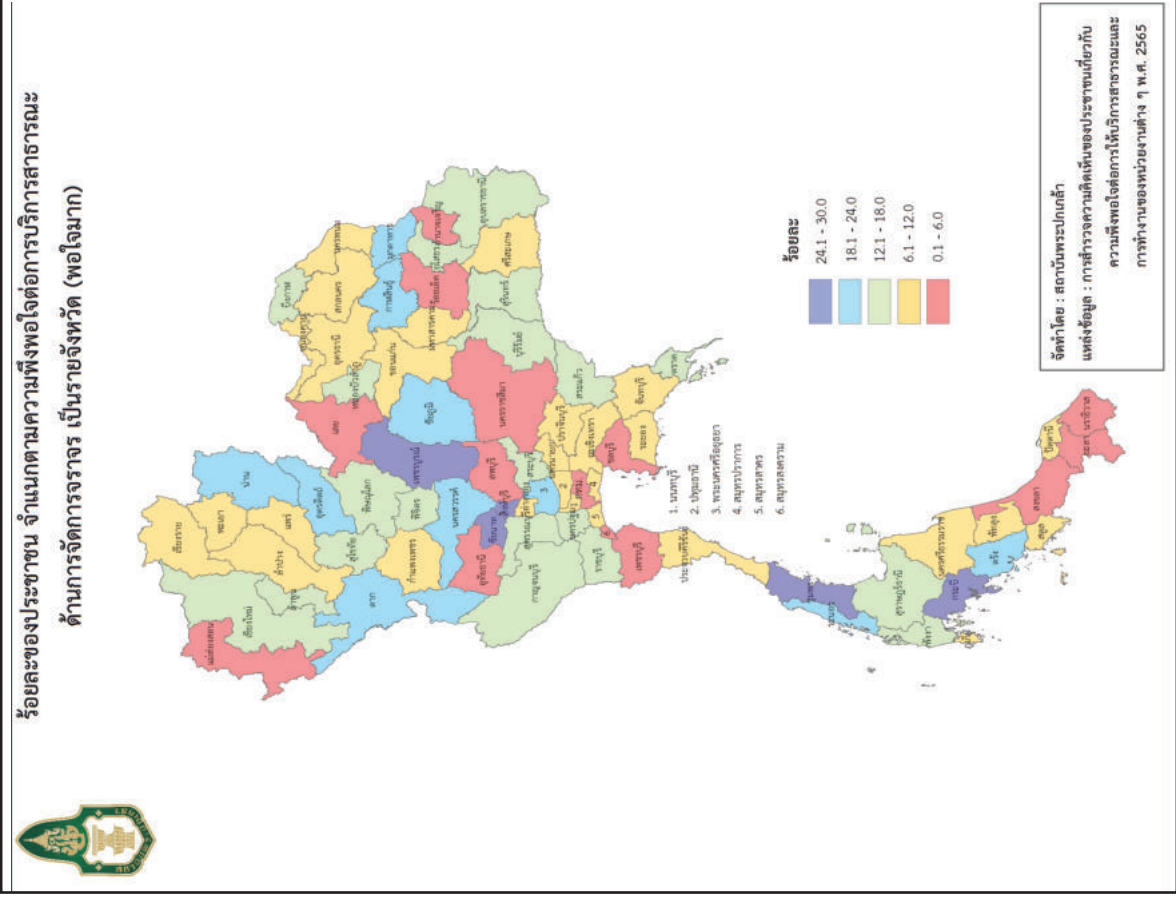 ร้อยละของประชาชน จำแนกตามความพึงพอใจต่อการบริการสาธารณะ
ด้านการจัดการจราจร เป็นรายจังหวัด (พอใจมาก)
เชียงราย
พะเยา
น่าน
แม่ฮ่องสอน
เชียงใหม่
ลำปาง
แพร่
ลำพูน
อุตรดิตถ์
ตาก
สุโขทัย
พิษณุโลก
กำแพงเพชร
พิจิตร
เพชรบูรณ์
นครสวรรค์
อุทัยธานี
ชัยนาท
สิงห์บุรี
ลพบุรี
สระบุรี
สุพรรณบุรี
อ่างทอง
กาญจนบุรี
นครปฐม
ราชบุรี
เพชรบุรี
ประจวบคีรีขันธ์
นครนายก
ปราจีนบุรี
ฉะเชิงเทรา
กทม
ชลบุรี
ระยอง
จันทบุรี
ตราด
สระแก้ว
เลย
หนองบัวลำภู
อุดรธานี
หนองคาย
บึงกาฬ
สกลนคร
นครพนม
ขอนแก่น
กาฬสินธุ์
มุกดาหาร
ชัยภูมิ
มหาสารคาม
ร้อยเอ็ด
ยโสธร
อำนาจเจริญ
นครราชสีมา
บุรีรัมย์
สุรินทร์
ศรีสะเกษ
อุบลราชธานี
ชุมพร
ระนอง
สุราษฎร์ธานี
พังงา
ภูเก็ต
กระบี่
นครศรีธรรมราช
ตรัง
พัทลุง
สตูล
สงขลา
ปัตตานี
ยะลา
นราธิวาส
1
2
3
4
5
6
1. นนทบุรี
2. ปทุมธานี
3. พระนครศรีอยุธยา
4. สมุทรปราการ
5. สมุทรสาคร
6. สมุทรสงคราม
ร้อยละ
24.1 - 30.0
18.1 - 24.0
12.1 - 18.0
6.1 - 12.0
0.1 - 6.0
จัดทำโดย : สถาบันพระปกเกล้า
แหล่งข้อมูล : การสำรวจความคิดเห็นของประชาชนเกี่ยวกับ
ความพึงพอใจต่อการให้บริการสาธารณะและ
การทำงานของหน่วยงานต่าง ๆ พ.ศ. 2565